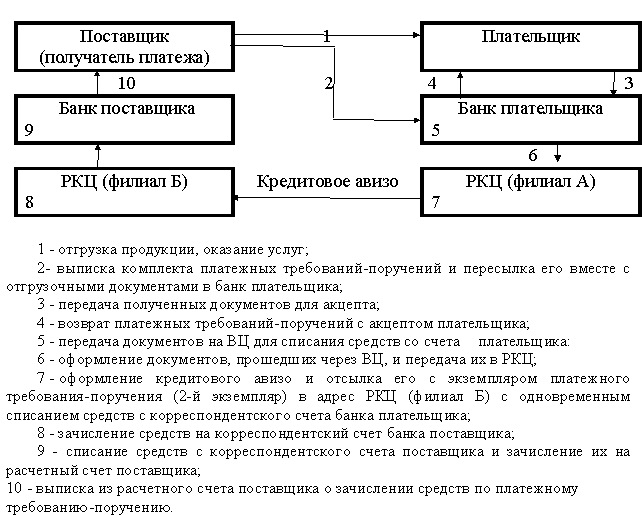 Поставщик
(получатель платежа)
1
Плательщик
2
10
4
3
Банк поставщика
9
Банк плательщика
5
6
РКЦ (филиал Б)
8
Кредитовое авизо
РКЦ (филиал А)
7
1 - отгрузка продукции, оказание услуг;
2- выписка комплекта платежных требований-поручений и пересылка его вместе с
отгрузочными документами в банк плательщика;
3 - передача полученных документов для акцепта;
4 - возврат платежных требований-поручений с акцептом плательщика;
5 - передача документов на ВЦ для списания средств со счета плательщика:
6 - оформление документов, прошедших через ВЦ, и передача их в РКЦ;
7 - оформление кредитового авизо и отсылка его с экземпляром платежного
требования-поручения (2-й экземпляр) в адрес РКЦ (филиал Б) с одновременным
списанием средств с корреспондентского счета банка плательщика;
8 - зачисление средств на корреспондентский счет банка поставщика;
9 - списание средств с корреспондентского счета поставщика и зачисление их на
расчетный счет поставщика;
10 - выписка из расчетного счета поставщика о зачислении средств по платежному
требованию-поручению.